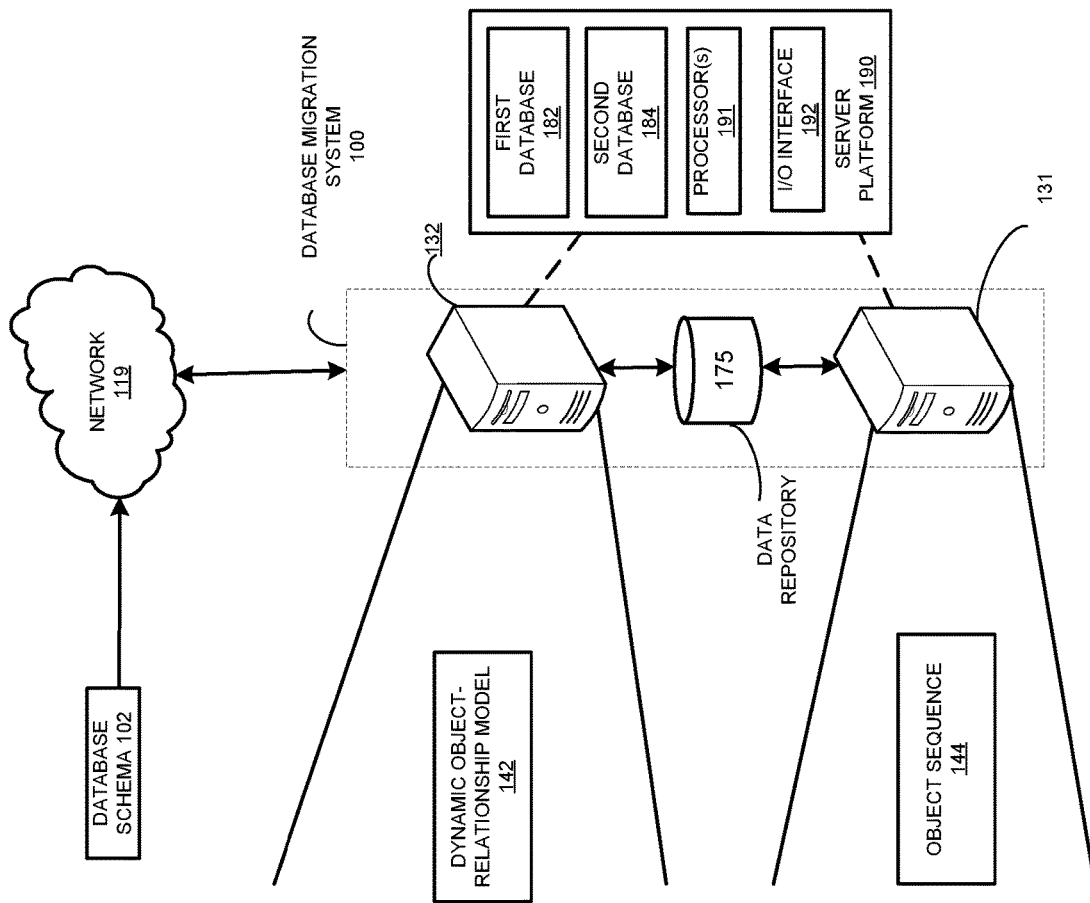 DATABASE
SCHEMA 102
NETWORK
119
DATABASE MIGRATION
SYSTEM
100
132
FIRST
DATABASE
182
SECOND
DATABASE
184
PROCESSOR(s)
191
I/O INTERFACE
192
SERVER
PLATFORM 190
DYNAMIC OBJECT-
RELATIONSHIP MODEL
142
175
DATA
REPOSITORY
OBJECT SEQUENCE
144
131